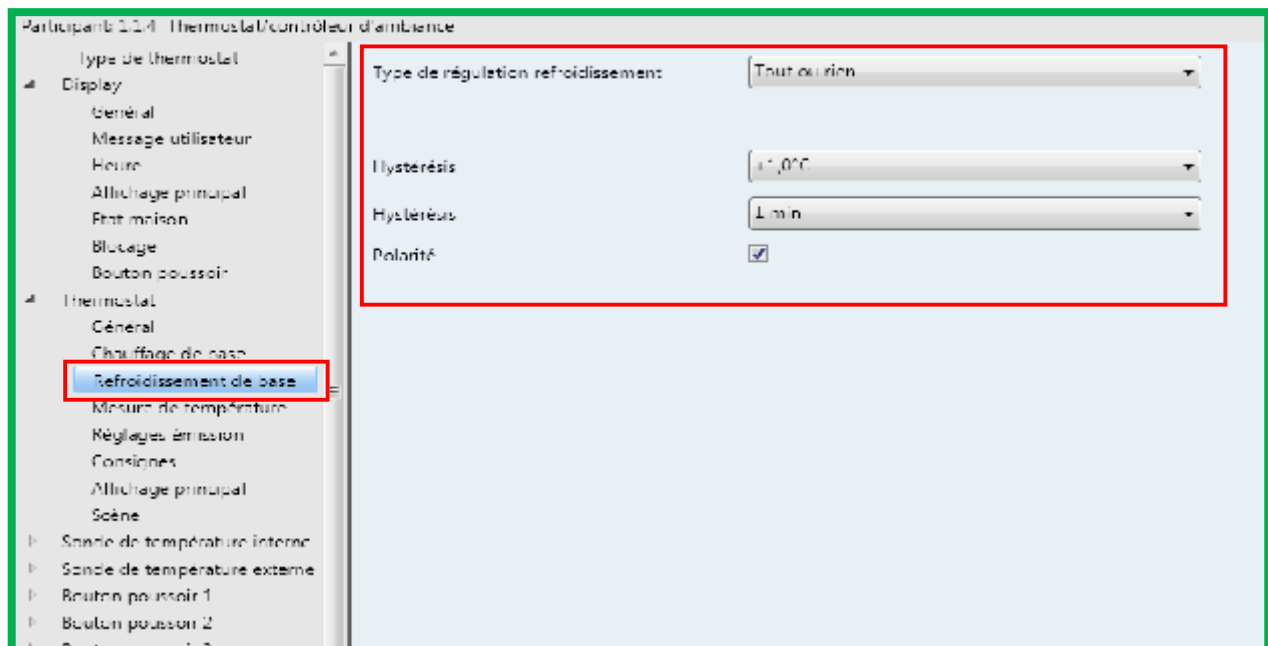 Participant: 1.1.4 Thermostat/contrôleur d'ambiance
Type de thermostat
Display
Général
Message utilisateur
Heure
Affichage principal
Etat maison
Blocage
Bouton poussoir
Thermostat
Général
Chauffage de base
Refroidissement de base
Mesure de température
Réglages émission
Consignes
Affichage principal
Scène
Sonde de température interne
Sonde de température externe
Bouton poussoir 1
Bouton poussoir 2
Type de régulation refroidissement Tout ou rien
Hystérésis 1,0°C
Hystérésis 1 min
Polarité